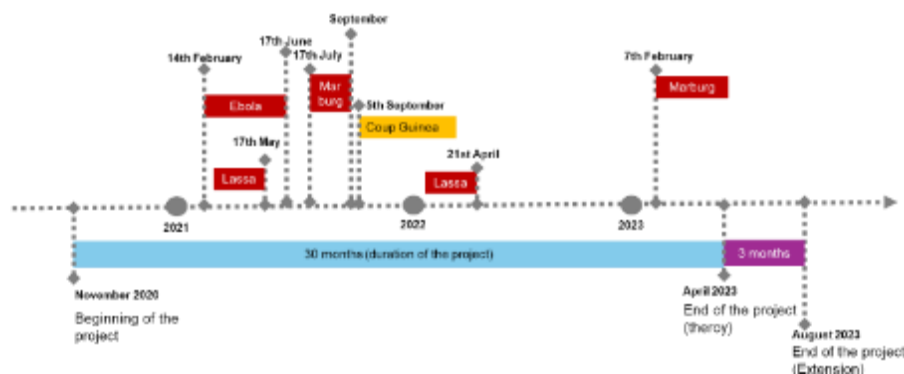 September
17th June
14th February
17th July
7th February
Mar
burg
Marburg
Ebola
5th September
Coup Guinea
17th May
21st April
Lassa
Lassa
2021
2022
2023
30 months (duration of the project)
3 months
November 2020
Beginning of the
project
April 2023
End of the project
(theroy)
August 2023
End of the project
(Extension)